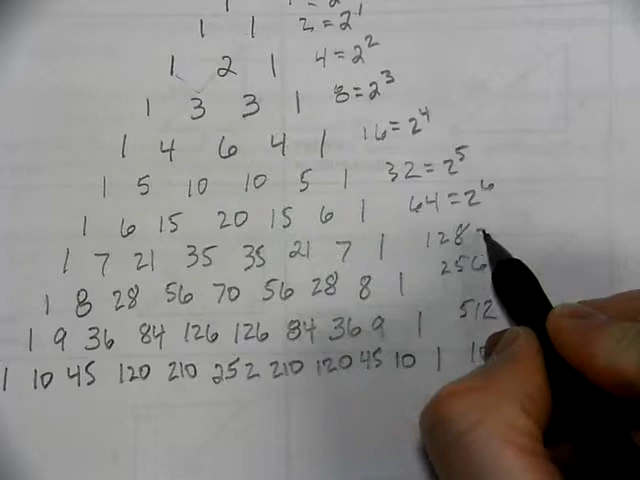 1
1 1 2=2¹
1 2 1 4=2²
1 3 3 1 8=2³
1 4 6 4 1 16=2⁴
1 5 10 10 5 1 32=2⁵
1 6 15 20 15 6 1 64=2⁶
1 7 21 35 35 21 7 1 128
1 8 28 56 70 56 28 8 1 256
1 9 36 84 126 126 84 36 9 1 512
1 10 45 120 210 252 210 120 45 10 1